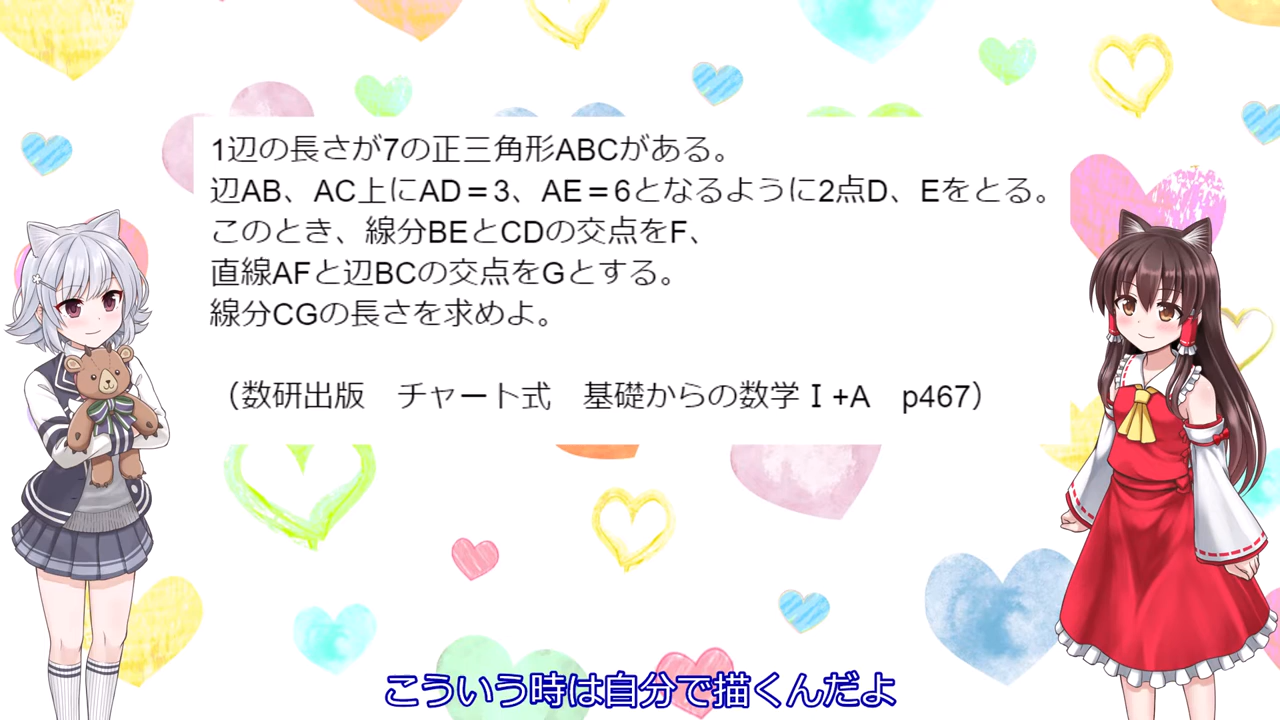 1辺の長さが7の正三角形ABCがある。
辺AB、AC上にAD＝3、AE＝6となるように2点D、Eをとる。
このとき、線分BEとCDの交点をF、
直線AFと辺BCの交点をGとする。
線分CGの長さを求めよ。
（数研出版　チャート式　基礎からの数学Ⅰ+A　p467）
こういう時は自分で描くんだよ